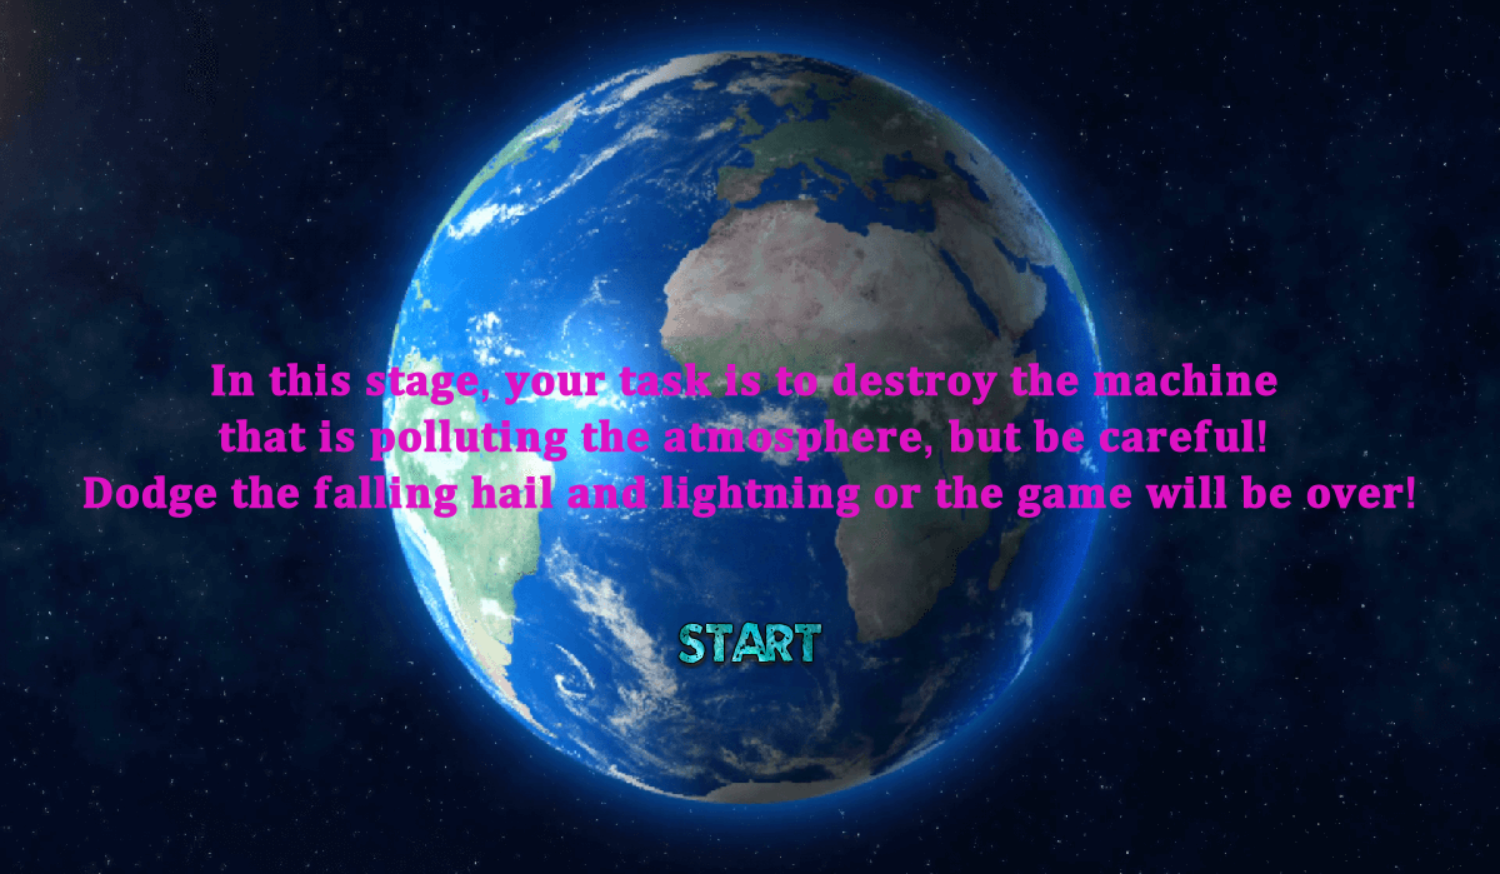 In this stage, your task is to destroy the machine
that is polluting the atmosphere, but be careful!
Dodge the falling hail and lightning or the game will be over!
START